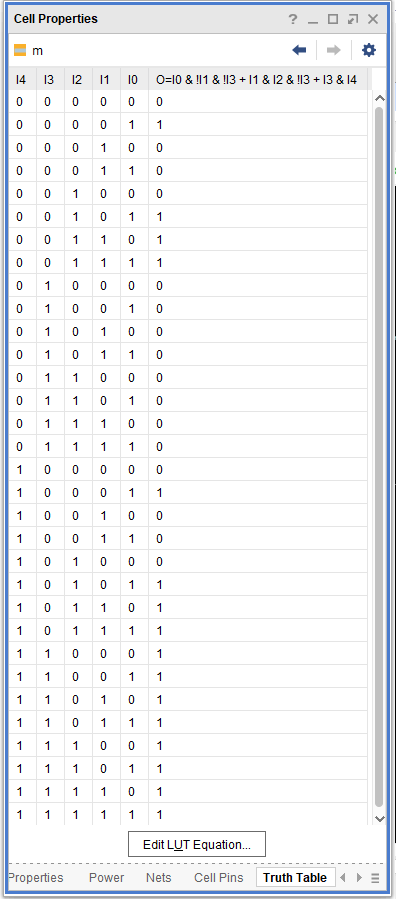 Cell Properties
m
I4 I3 I2 I1 I0 O=I0 & !I1 & !I3 + I1 & I2 & !I3 + I3 & I4
0 0 0 0 0 0
0 0 0 0 1 1
0 0 0 1 0 0
0 0 0 1 1 0
0 0 1 0 0 0
0 0 1 0 1 1
0 0 1 1 0 1
0 0 1 1 1 1
0 1 0 0 0 0
0 1 0 0 1 0
0 1 0 1 0 0
0 1 0 1 1 0
0 1 1 0 0 0
0 1 1 0 1 0
0 1 1 1 0 0
0 1 1 1 1 0
1 0 0 0 0 0
1 0 0 0 1 1
1 0 0 1 0 0
1 0 0 1 1 0
1 0 1 0 0 0
1 0 1 0 1 1
1 0 1 1 0 1
1 0 1 1 1 1
1 1 0 0 0 1
1 1 0 0 1 1
1 1 0 1 0 1
1 1 0 1 1 1
1 1 1 0 0 1
1 1 1 0 1 1
1 1 1 1 0 1
1 1 1 1 1 1
Edit LUT Equation...
Properties Power Nets Cell Pins Truth Table